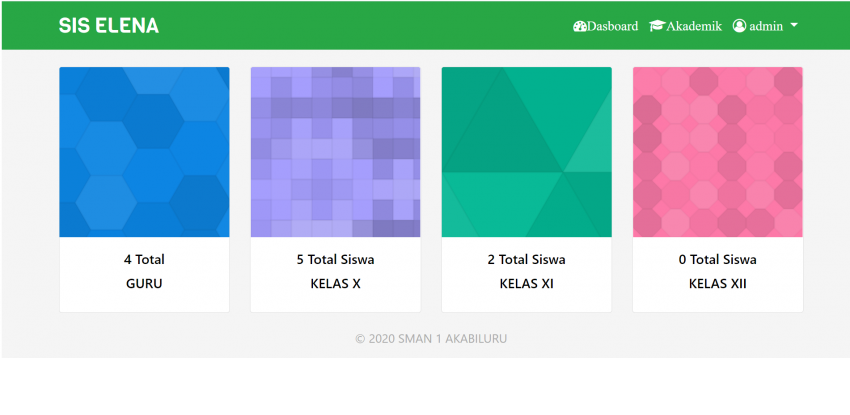 SIS ELENA
Dasboard Akademik admin
4 Total
GURU
5 Total Siswa
KELAS X
2 Total Siswa
KELAS XI
0 Total Siswa
KELAS XII
© 2020 SMAN 1 AKABILURU